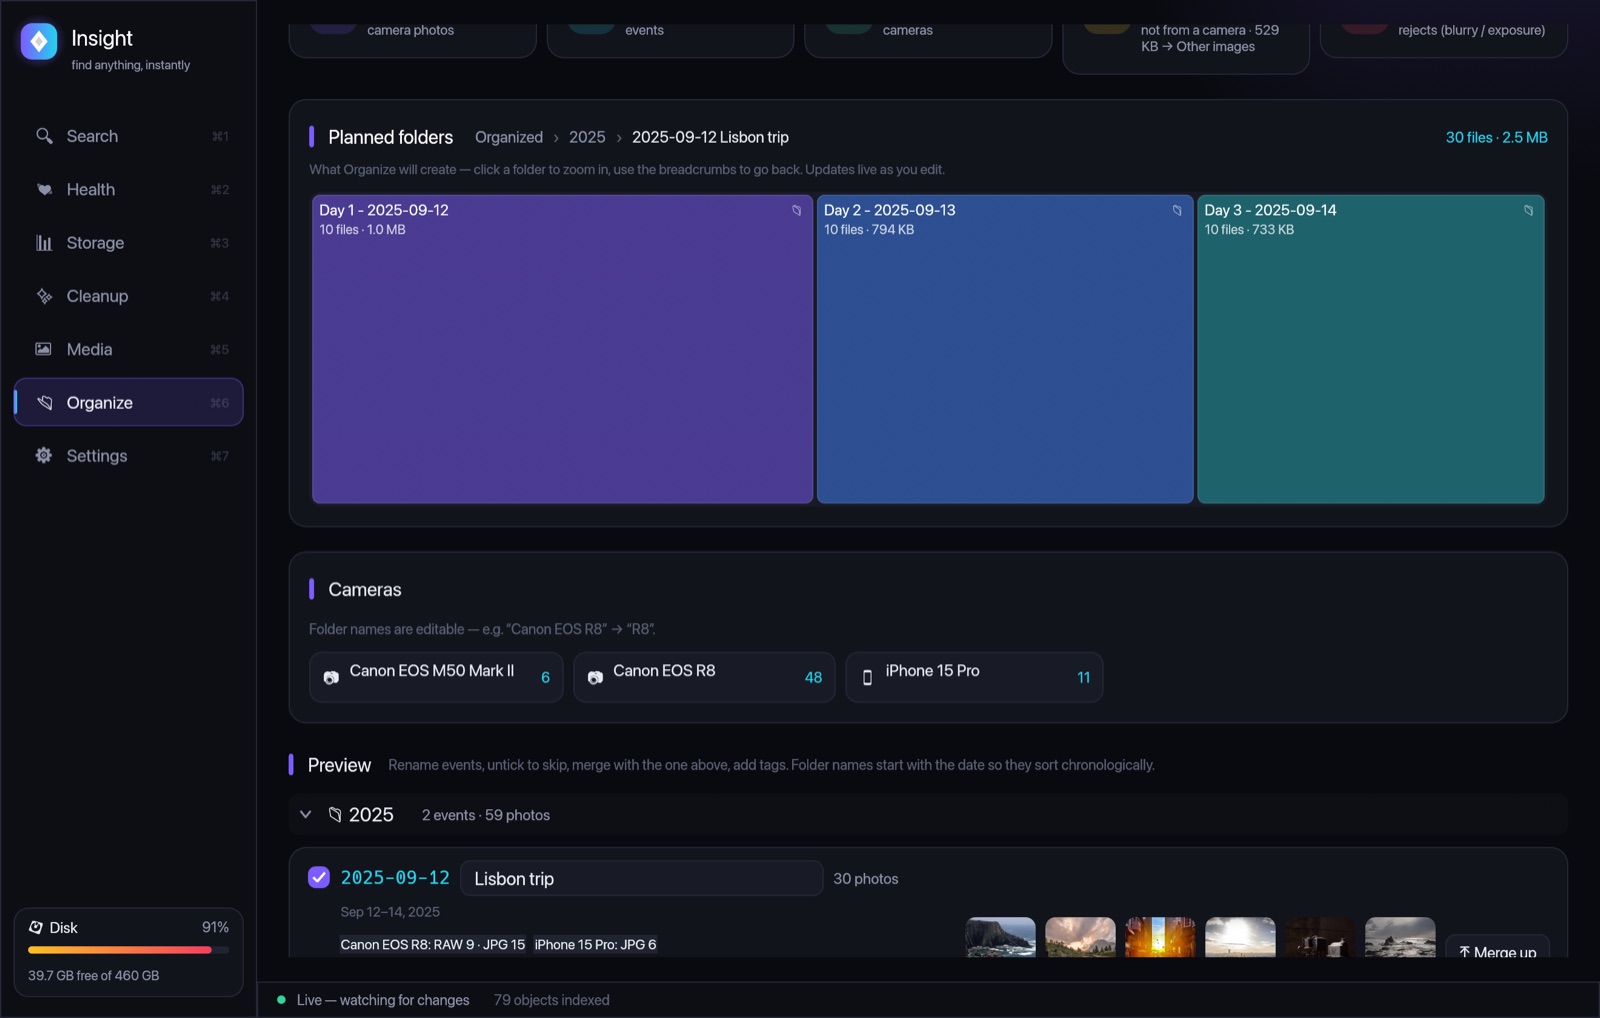 Insight
find anything, instantly
Search ⌘1
Health ⌘2
Storage ⌘3
Cleanup ⌘4
Media ⌘5
Organize ⌘6
Settings ⌘7
Disk 91%
39.7 GB free of 460 GB
camera photos
events
cameras
not from a camera · 529
KB → Other images
rejects (blurry / exposure)
Planned folders Organized › 2025 › 2025-09-12 Lisbon trip 30 files · 2.5 MB
What Organize will create — click a folder to zoom in, use the breadcrumbs to go back. Updates live as you edit.
Day 1 - 2025-09-12
10 files · 1.0 MB
Day 2 - 2025-09-13
10 files · 794 KB
Day 3 - 2025-09-14
10 files · 733 KB
Cameras
Folder names are editable — e.g. “Canon EOS R8” → “R8”.
Canon EOS M50 Mark II 6
Canon EOS R8 48
iPhone 15 Pro 11
Preview Rename events, untick to skip, merge with the one above, add tags. Folder names start with the date so they sort chronologically.
2025 2 events · 59 photos
2025-09-12 Lisbon trip 30 photos
Sep 12–14, 2025
Canon EOS R8: RAW 9 · JPG 15 iPhone 15 Pro: JPG 6
Merge up
Live — watching for changes 79 objects indexed